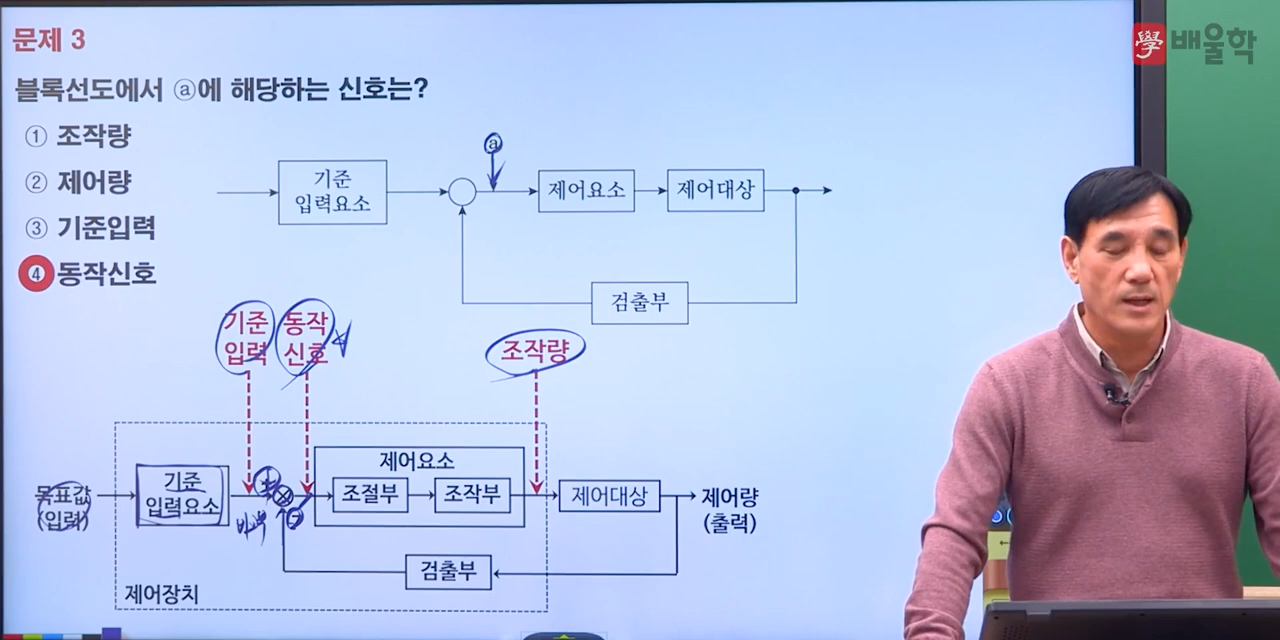 문제 3
學 배울학
블록선도에서 ⓐ에 해당하는 신호는?
① 조작량
② 제어량
③ 기준입력
④ 동작신호
ⓐ
기준
입력요소
제어요소
제어대상
검출부
기준
입력
동작
신호
조작량
목표값
(입력)
기준
입력요소
+
-
제어요소
조절부
조작부
제어대상
제어량
(출력)
검출부
제어장치